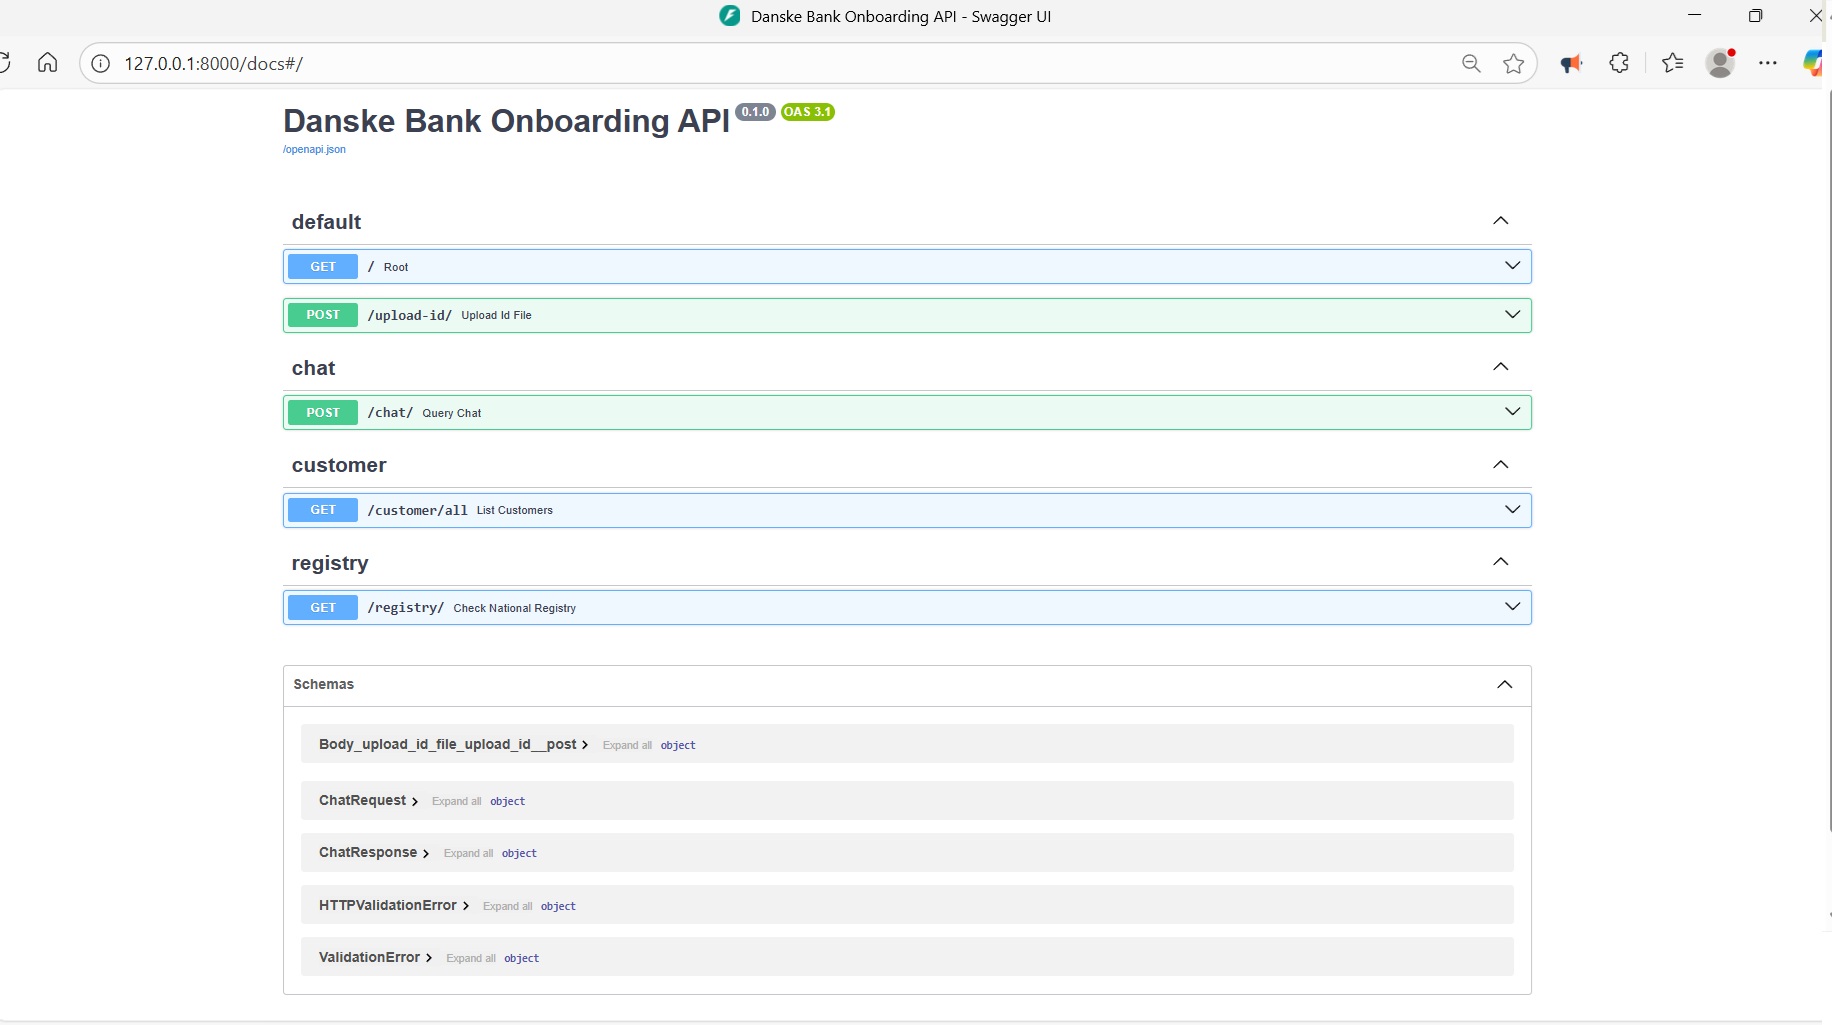 Danske Bank Onboarding API - Swagger UI
127.0.0.1:8000/docs#/
Danske Bank Onboarding API 0.1.0 OAS 3.1
/openapi.json
default
GET / Root
POST /upload-id/ Upload Id File
chat
POST /chat/ Query Chat
customer
GET /customer/all List Customers
registry
GET /registry/ Check National Registry
Schemas
Body_upload_id_file_upload_id__post Expand all object
ChatRequest Expand all object
ChatResponse Expand all object
HTTPValidationError Expand all object
ValidationError Expand all object